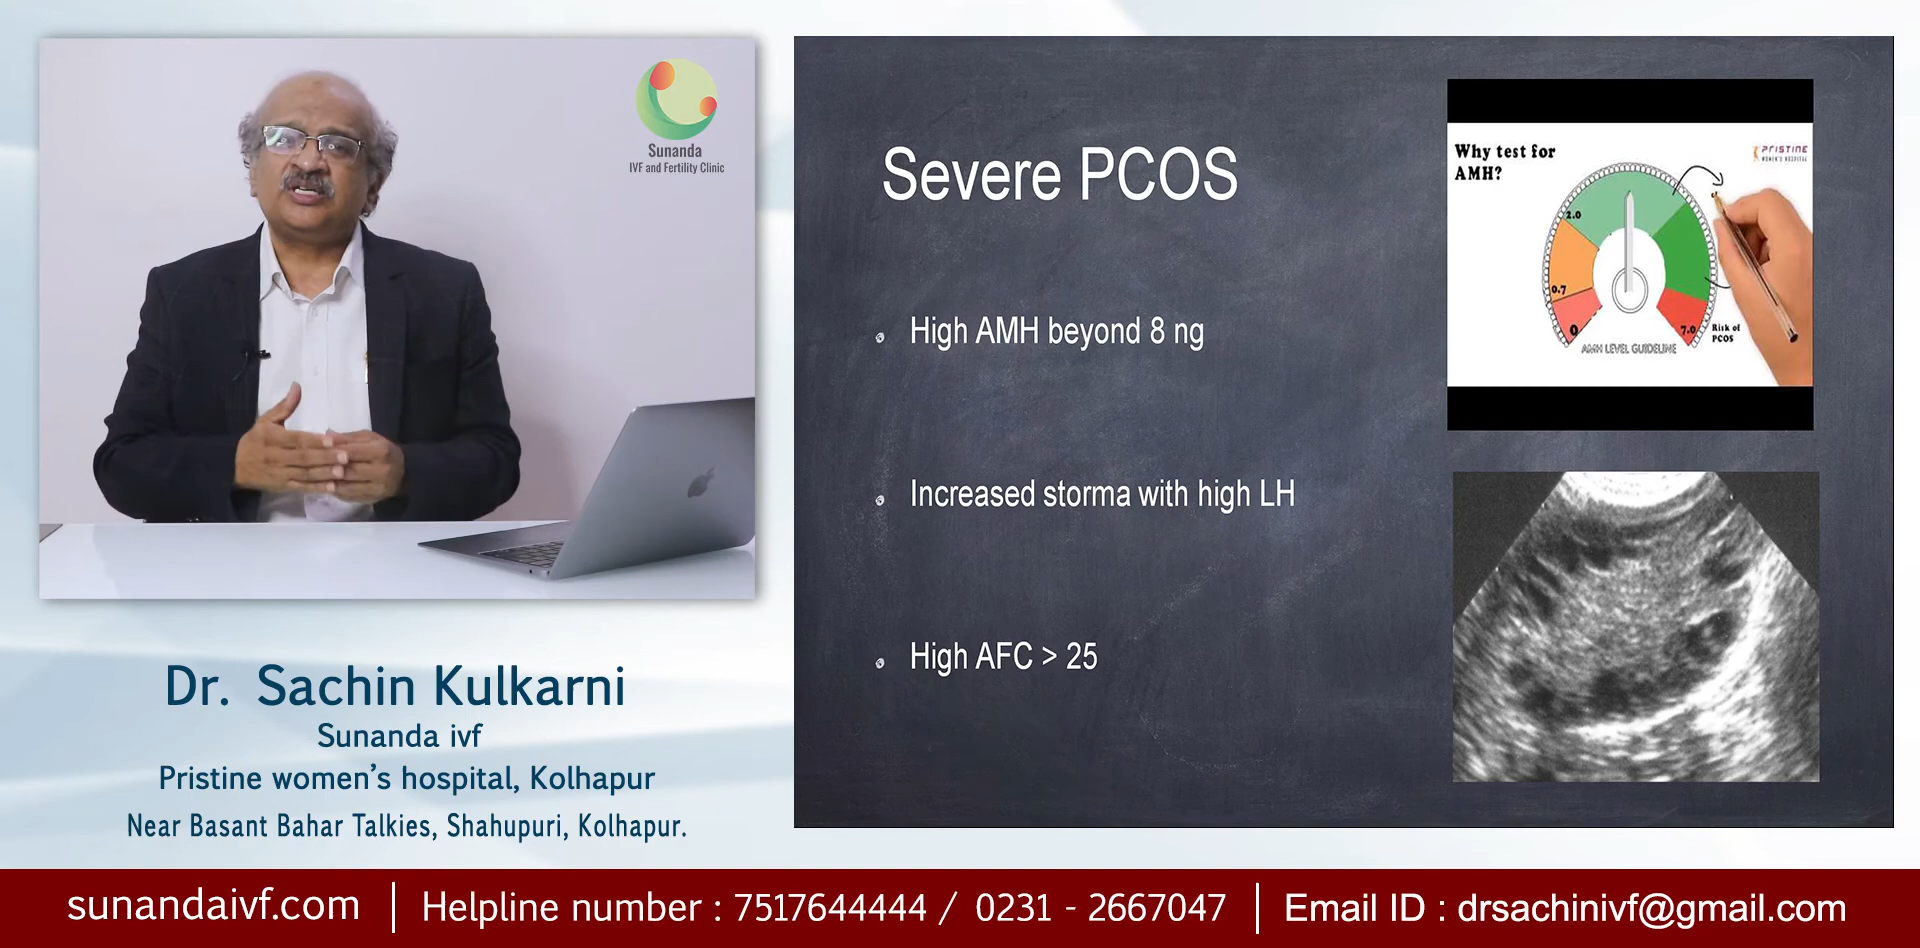 Sunanda
IVF and Fertility Clinic
Dr. Sachin Kulkarni
Sunanda ivf
Pristine women's hospital, Kolhapur
Near Basant Bahar Talkies, Shahupuri, Kolhapur.
Severe PCOS
High AMH beyond 8 ng
Increased storma with high LH
High AFC > 25
Why test for
AMH?
PRISTINE
WOMEN'S HOSPITAL
2.0
0.7
0
7.0
Risk of
PCOS
AMH LEVEL GUIDELINE
sunandaivf.com | Helpline number : 7517644444 / 0231 - 2667047 | Email ID : drsachinivf@gmail.com